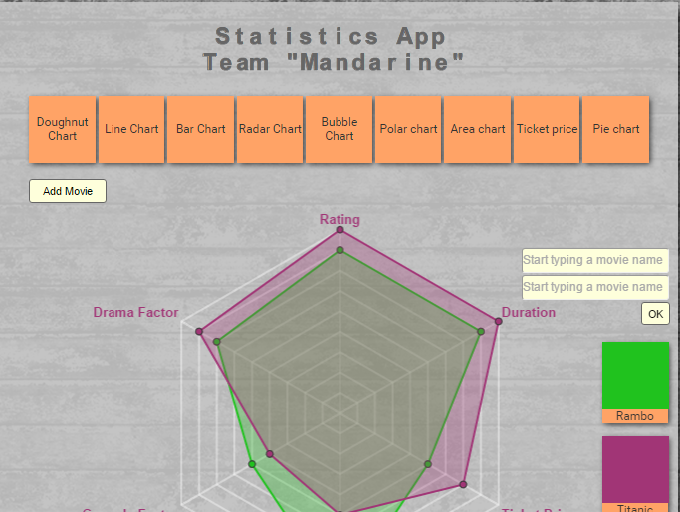 Statistics App
Team "Mandarine"
Doughnut Chart
Line Chart
Bar Chart
Radar Chart
Bubble Chart
Polar chart
Area chart
Ticket price
Pie chart
Add Movie
Rating
Start typing a movie name
Start typing a movie name
OK
Drama Factor
Duration
Rambo
Titanic